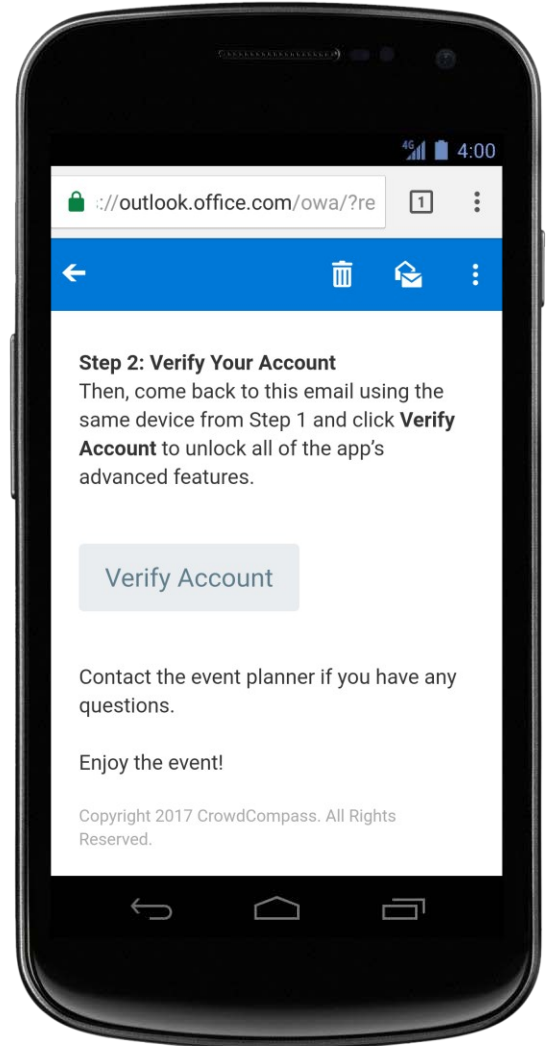 4G 4:00
://outlook.office.com/owa/?re 1
Step 2: Verify Your Account
Then, come back to this email using the
same device from Step 1 and click Verify
Account to unlock all of the app's
advanced features.
Verify Account
Contact the event planner if you have any
questions.
Enjoy the event!
Copyright 2017 CrowdCompass. All Rights
Reserved.